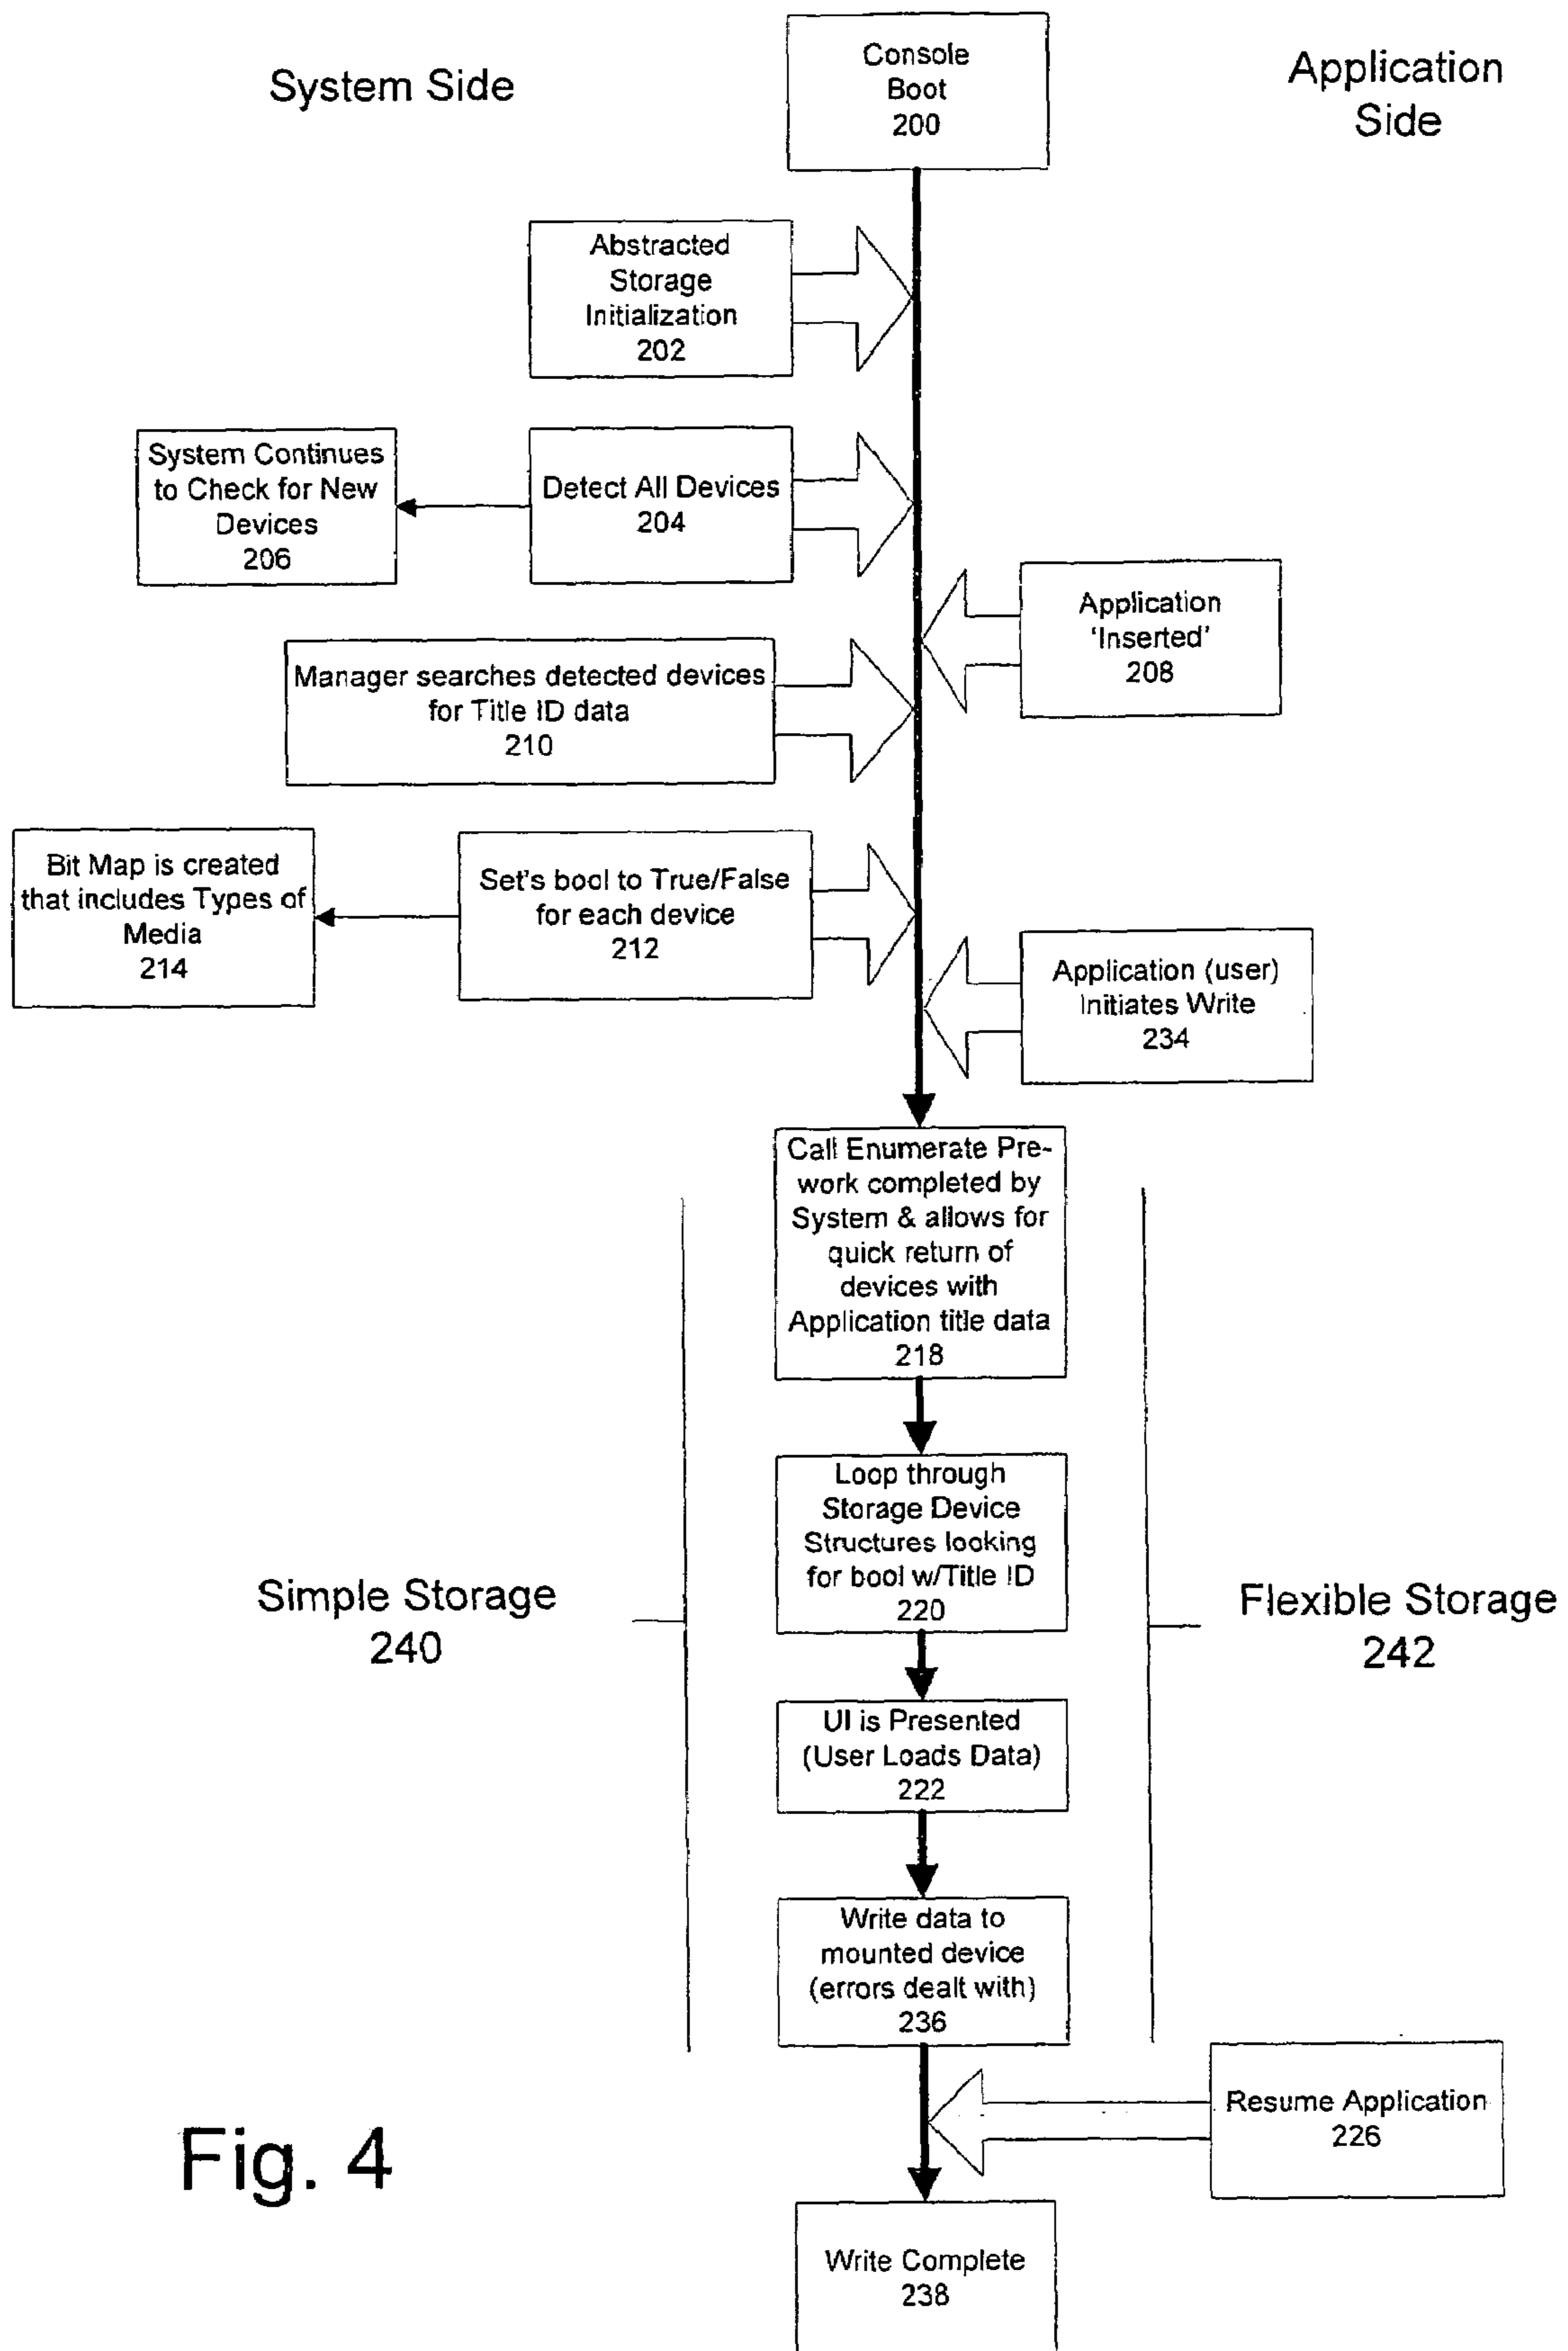 System Side
Console
Boot
200
Application
Side
Abstracted
Storage
Initialization
202
System Continues
to Check for New
Devices
206
Detect All Devices
204
Application
‘Inserted’
208
Manager searches detected devices
for Title ID data
210
Bit Map is created
that includes Types of
Media
214
Set's bool to True/False
for each device
212
Application (user)
Initiates Write
234
Call Enumerate Pre-
work completed by
System & allows for
quick return of
devices with
Application title data
218
Loop through
Storage Device
Structures looking
for bool w/Title ID
220
Simple Storage
240
Flexible Storage
242
UI is Presented
(User Loads Data)
222
Write data to
mounted device
(errors dealt with)
236
Resume Application
226
Fig. 4
Write Complete
238